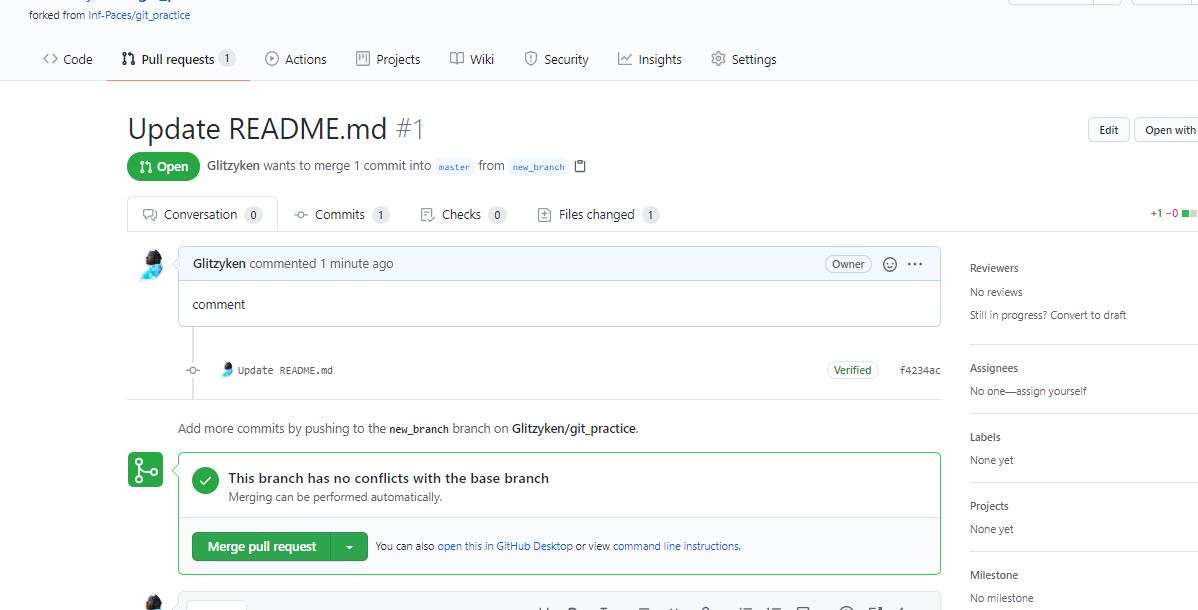 forked from Inf-Paces/git_practice
Code Pull requests 1 Actions Projects Wiki Security Insights Settings
Update README.md #1
Edit Open with
Open Glitzyken wants to merge 1 commit into master from new_branch
Conversation 0 Commits 1 Checks 0 Files changed 1 +1 −0
Glitzyken commented 1 minute ago Owner
comment
Update README.md Verified f4234ac
Add more commits by pushing to the new_branch branch on Glitzyken/git_practice.
This branch has no conflicts with the base branch
Merging can be performed automatically.
Merge pull request You can also open this in GitHub Desktop or view command line instructions.
Reviewers
No reviews
Still in progress? Convert to draft
Assignees
No one—assign yourself
Labels
None yet
Projects
None yet
Milestone
No milestone